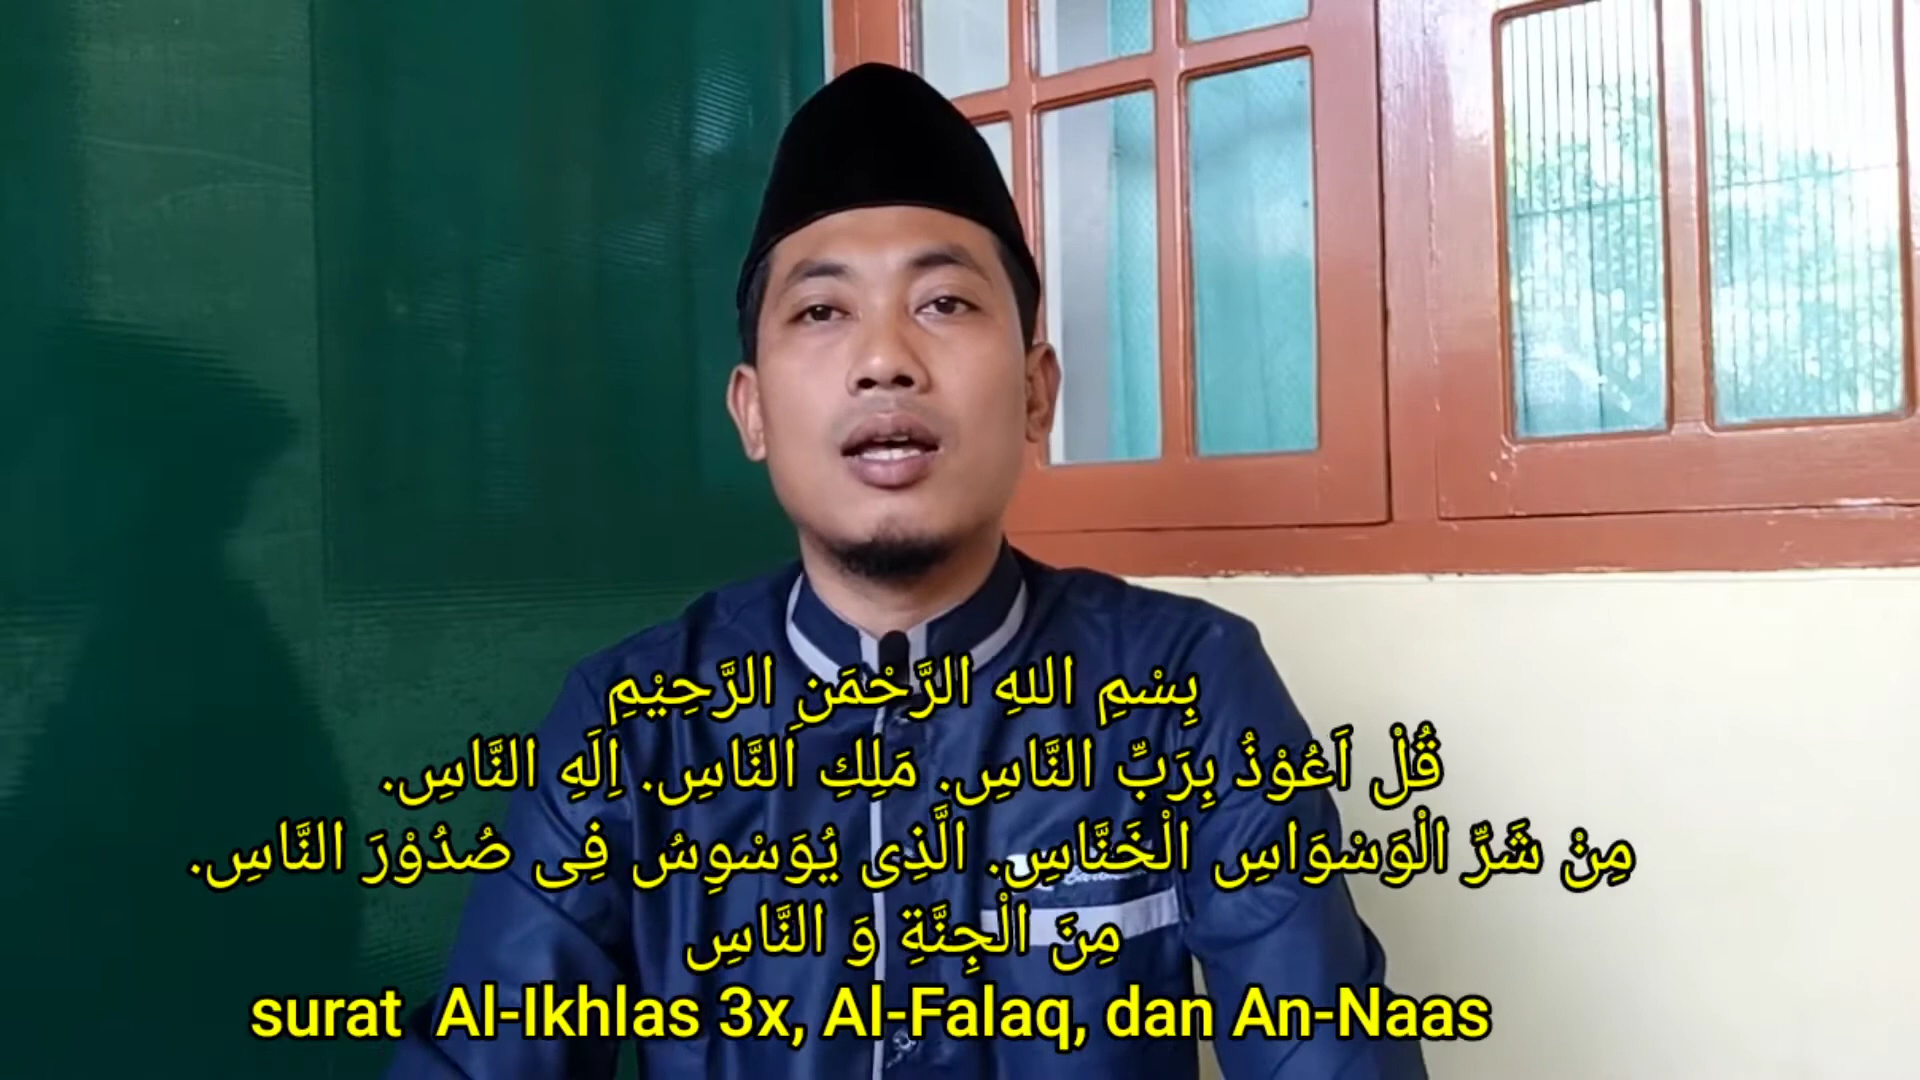 بِسْمِ اللهِ الرَّحْمَنِ الرَّحِيْمِ
قُلْ اَعُوْذُ بِرَبِّ النَّاسِ. مَلِكِ النَّاسِ. اِلَهِ النَّاسِ.
مِنْ شَرِّ الْوَسْوَاسِ الْخَنَّاسِ. الَّذِى يُوَسْوِسُ فِى صُدُوْرَ النَّاسِ.
مِنَ الْجِنَّةِ وَ النَّاسِ
surat  Al-Ikhlas 3x, Al-Falaq, dan An-Naas